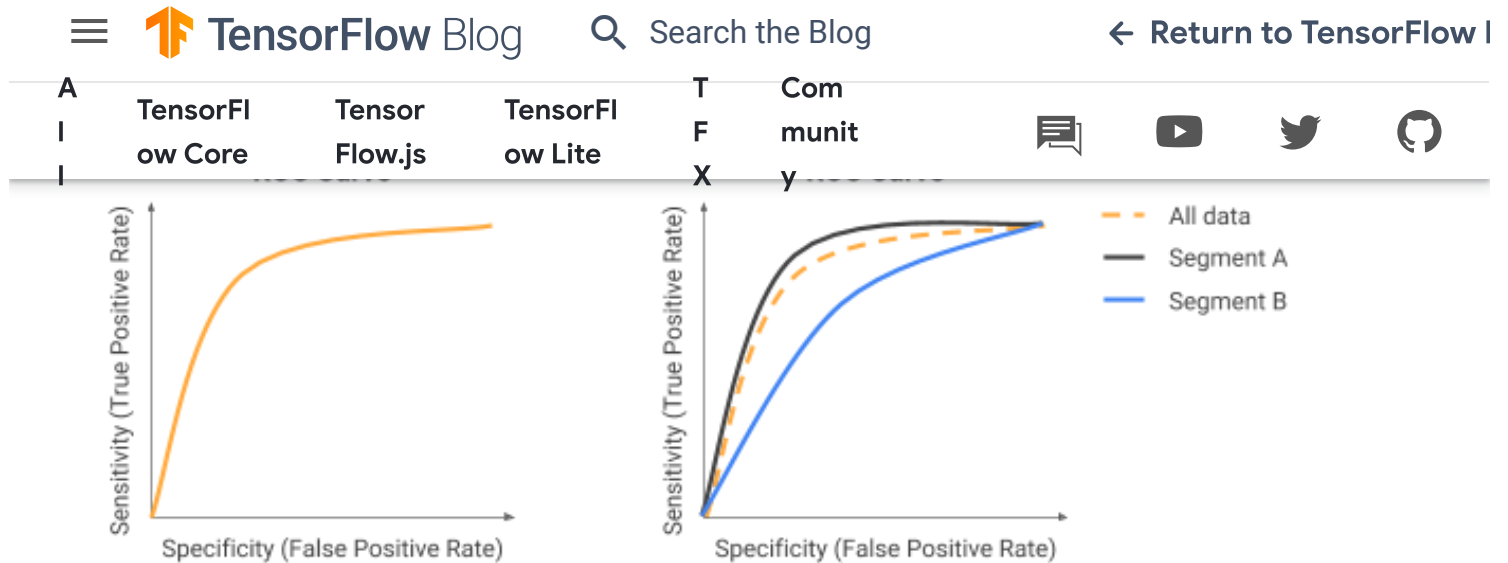 TensorFlow Blog
Search the Blog
← Return to TensorFlow
A
l
l
TensorFl
ow Core
Tensor
Flow.js
TensorFl
ow Lite
T
F
X
Com
munit
y
Sensitivity (True Positive Rate)
Specificity (False Positive Rate)
Sensitivity (True Positive Rate)
Specificity (False Positive Rate)
All data
Segment A
Segment B